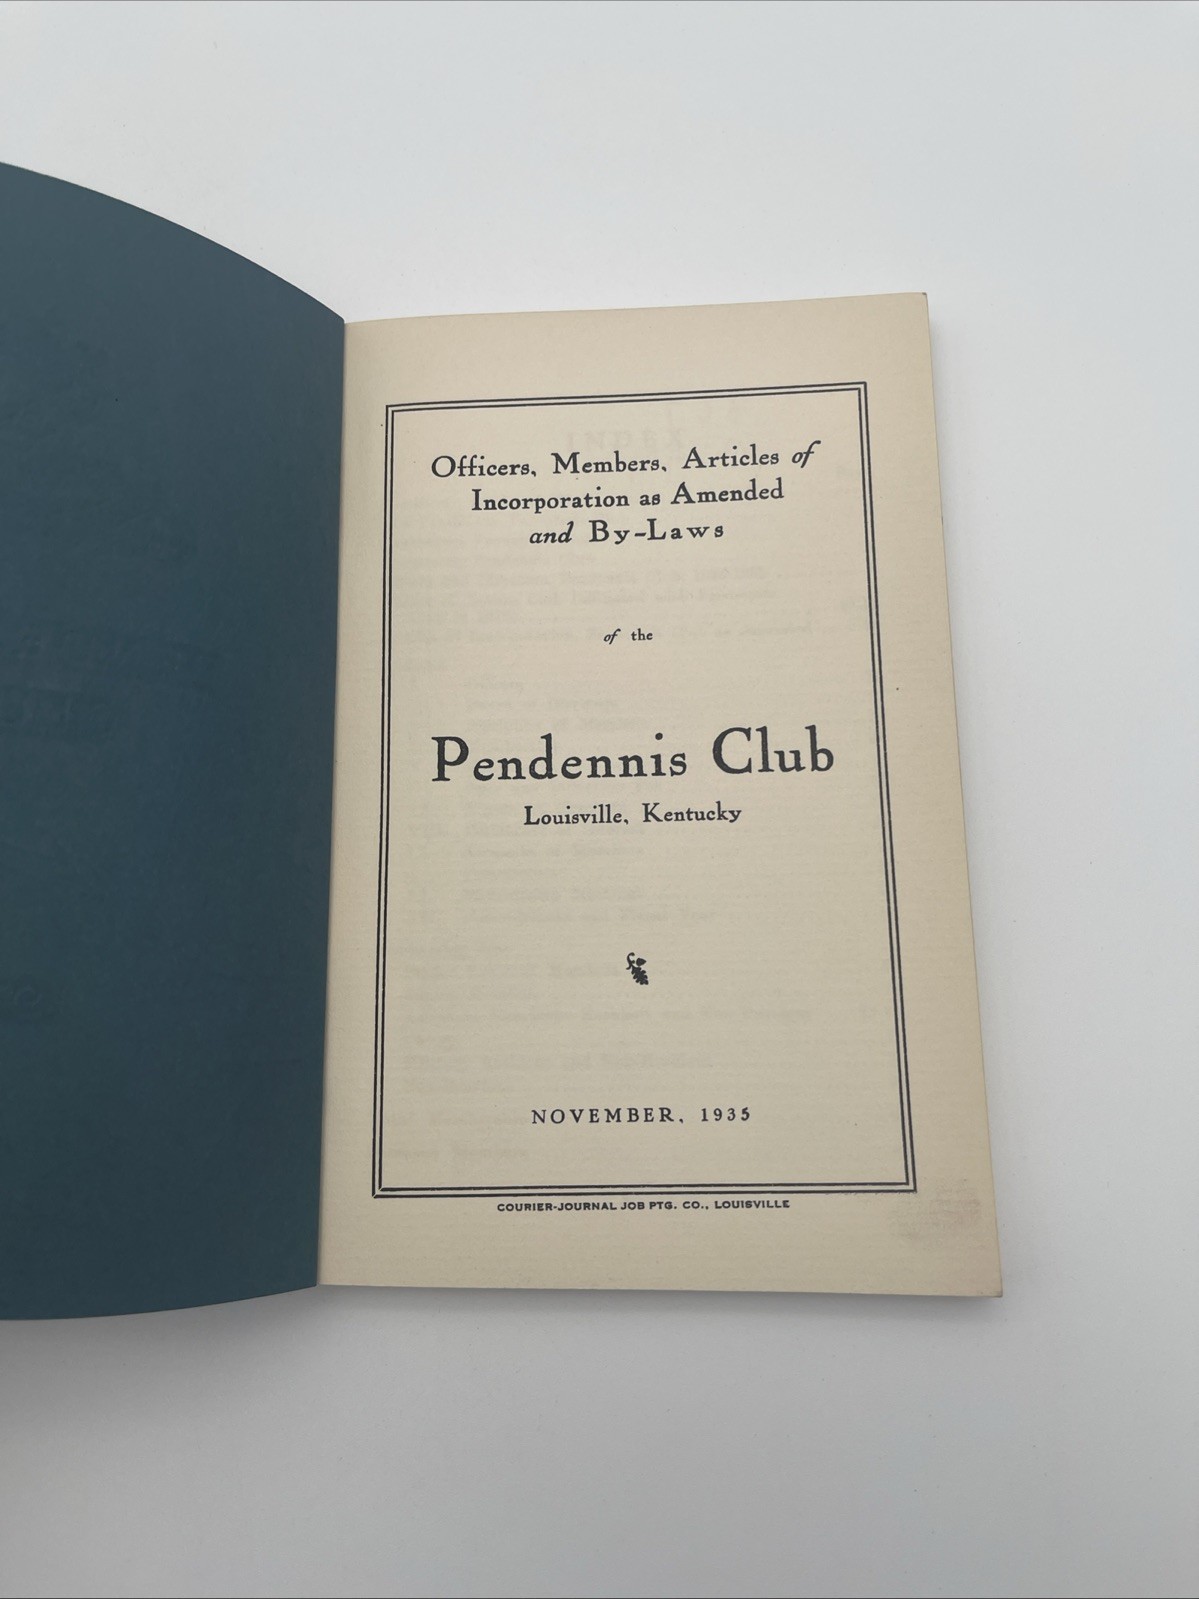 Officers, Members, Articles of
Incorporation as Amended
and By-Laws
of the
Pendennis Club
Louisville, Kentucky
NOVEMBER, 1935
COURIER-JOURNAL JOB PTG. CO., LOUISVILLE